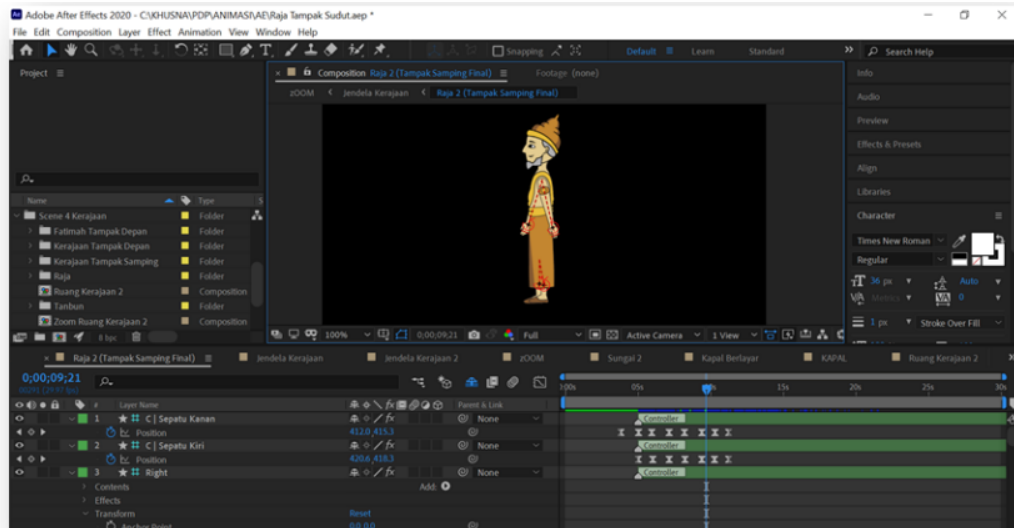 Adobe After Effects 2020 - C:\KHUSNA\PDP\ANIMASI\AE\Raja Tampak Sudut.aep *
File Edit Composition Layer Effect Animation View Window Help
Snapping Default Learn Standard Search Help
Project
Composition Raja 2 (Tampak Samping Final) Footage (none)
zOOM Jendela Kerajaan Raja 2 (Tampak Samping Final)
Info
Audio
Preview
Effects & Presets
Align
Libraries
Character
Times New Roman
Regular
36 px Auto
Metrics 0
1 px Stroke Over Fill
Name Type
Scene 4 Kerajaan Folder
Fatimah Tampak Depan Folder
Kerajaan Tampak Depan Folder
Kerajaan Tampak Samping Folder
Raja Folder
Ruang Kerajaan 2 Composition
Tanbun Folder
Zoom Ruang Kerajaan 2 Composition
8 bpc
100% 0;00;09;21 Full Active Camera 1 View
Raja 2 (Tampak Samping Final) Jendela Kerajaan Jendela Kerajaan 2 zOOM Sungai 2 Kapal Berlayar KAPAL Ruang Kerajaan 2
0;00;09;21
05s 15s 20s 25s 30s
# Layer Name Parent & Link
1 C | Sepatu Kanan None Controller
Position 412.0,415.3
2 C | Sepatu Kiri None Controller
Position 420.6,418.3
3 Right None Controller
Contents Add:
Effects
Transform Reset
Anchor Point 0.0,0.0